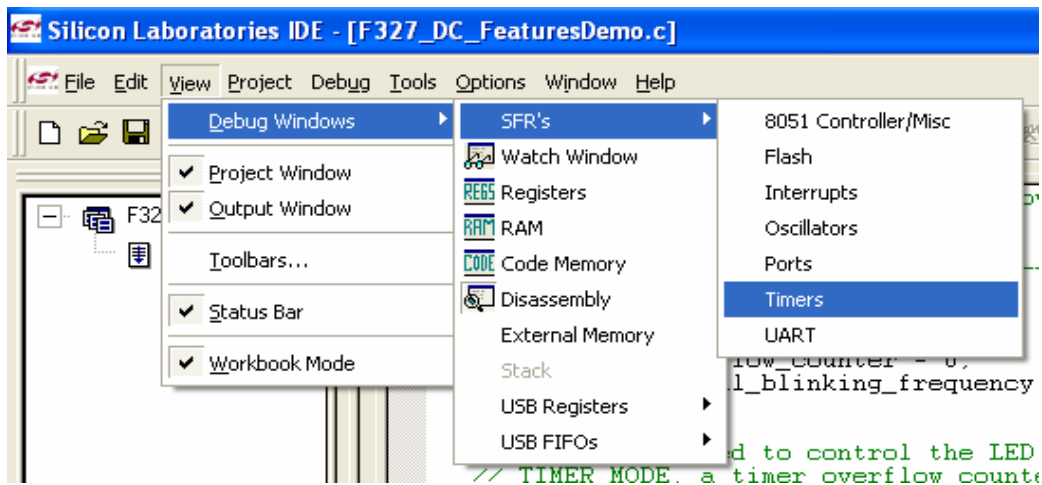 Silicon Laboratories IDE - [F327_DC_FeaturesDemo.c]
File Edit View Project Debug Tools Options Window Help
Debug Windows
Project Window
Output Window
Toolbars...
Status Bar
Workbook Mode
SFR's
Watch Window
REGS Registers
RAM RAM
CODE Code Memory
Disassembly
External Memory
Stack
USB Registers
USB FIFOs
8051 Controller/Misc
Flash
Interrupts
Oscillators
Ports
Timers
UART
F32
l_blinking_frequency
d to control the LED
// TIMER MODE, a timer overflow counte